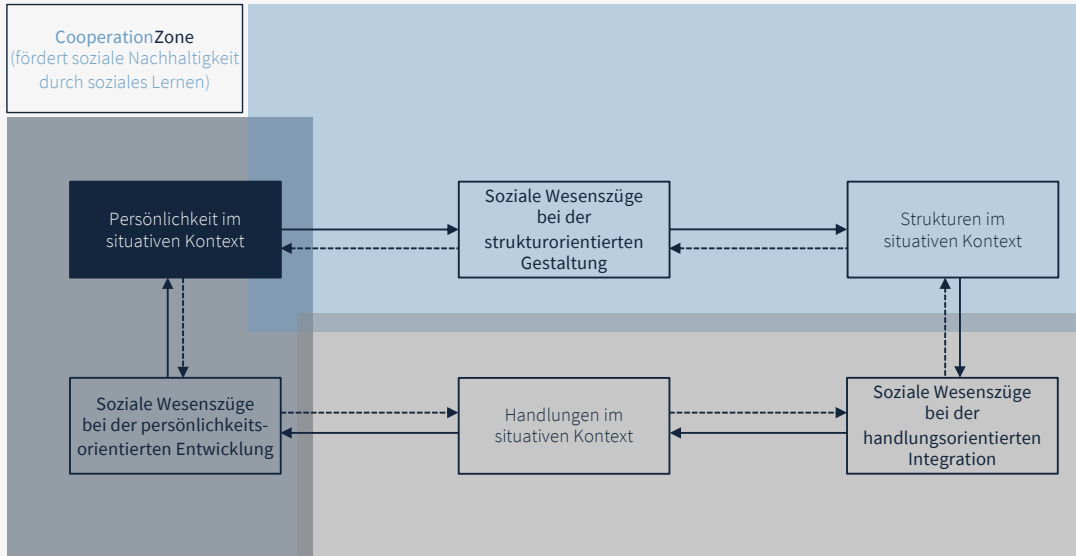 CooperationZone
(fördert soziale Nachhaltigkeit
durch soziales Lernen)
Persönlichkeit im
situativen Kontext
Soziale Wesenszüge
bei der
strukturorientierten
Gestaltung
Strukturen im
situativen Kontext
Soziale Wesenszüge
bei der persönlichkeits-
orientierten Entwicklung
Handlungen im
situativen Kontext
Soziale Wesenszüge
bei der
handlungsorientierten
Integration